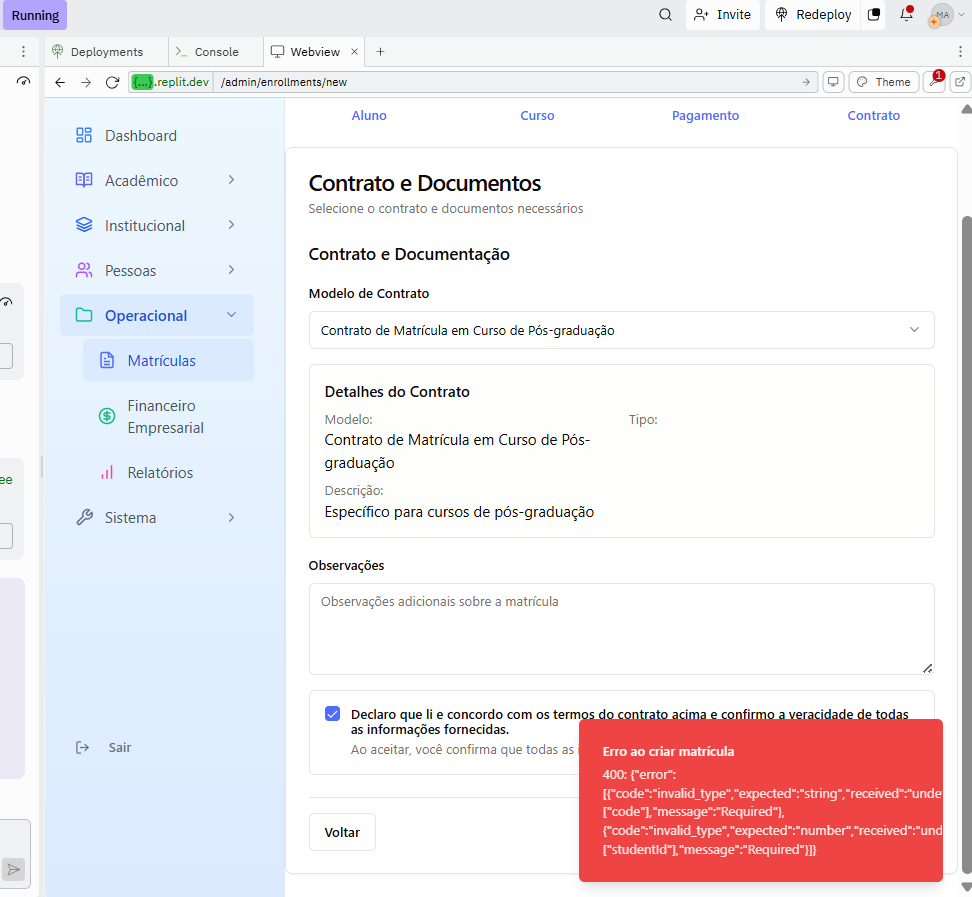 Running
Invite
Redeploy
MA
Deployments
Console
Webview
{...}.replit.dev
/admin/enrollments/new
Theme
1
Dashboard
Acadêmico
Institucional
Pessoas
Operacional
Matrículas
Financeiro
Empresarial
Relatórios
Sistema
Sair
ee
Aluno
Curso
Pagamento
Contrato
Contrato e Documentos
Selecione o contrato e documentos necessários
Contrato e Documentação
Modelo de Contrato
Contrato de Matrícula em Curso de Pós-graduação
Detalhes do Contrato
Modelo:
Contrato de Matrícula em Curso de Pós-
graduação
Tipo:
Descrição:
Específico para cursos de pós-graduação
Observações
Observações adicionais sobre a matrícula
Declaro que li e concordo com os termos do contrato acima e confirmo a veracidade de todas
as informações fornecidas.
Ao aceitar, você confirma que todas as i
Voltar
Erro ao criar matrícula
400: {"error":
[{"code":"invalid_type","expected":"string","received":"unde
["code"],"message":"Required"},
{"code":"invalid_type","expected":"number","received":"und
["studentId"],"message":"Required"}]}